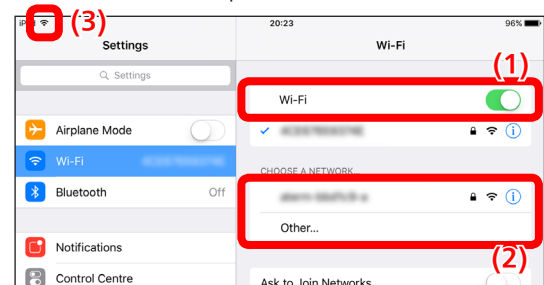 (3)
20:23
96%
Settings
Wi-Fi
(1)
Settings
Wi-Fi
Airplane Mode
Wi-Fi
CHOOSE A NETWORK...
Bluetooth
Off
Other...
Notifications
(2)
Control Centre
Ask to Join Networks